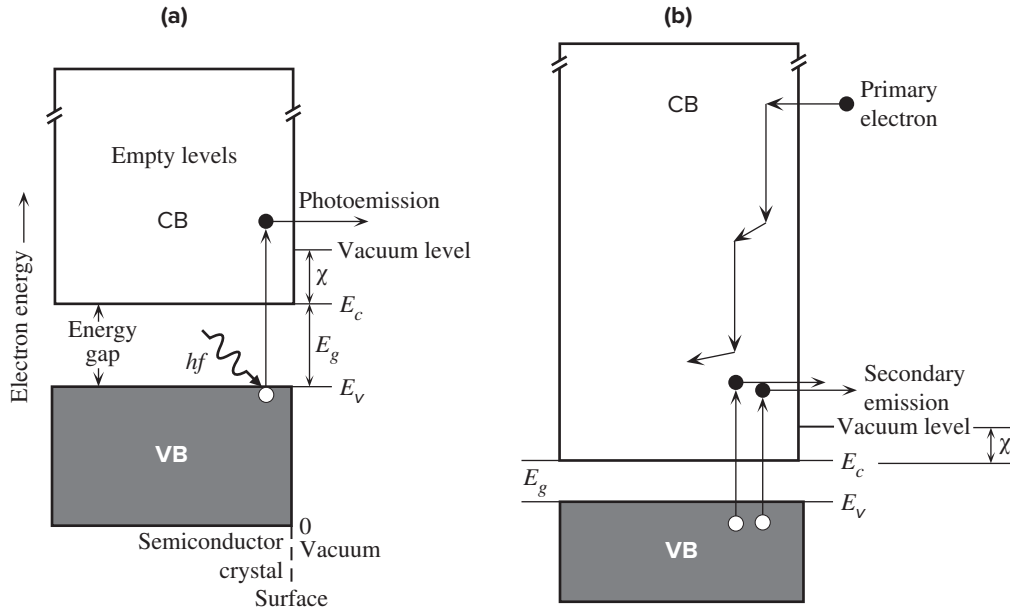 (a)
Empty levels
CB
Photoemission
Vacuum level
χ
E_c
Energy
gap
E_g
hf
E_v
VB
Electron energy
0
Semiconductor
crystal
Vacuum
Surface
(b)
CB
Primary
electron
Secondary
emission
Vacuum level
χ
E_c
E_g
E_v
VB